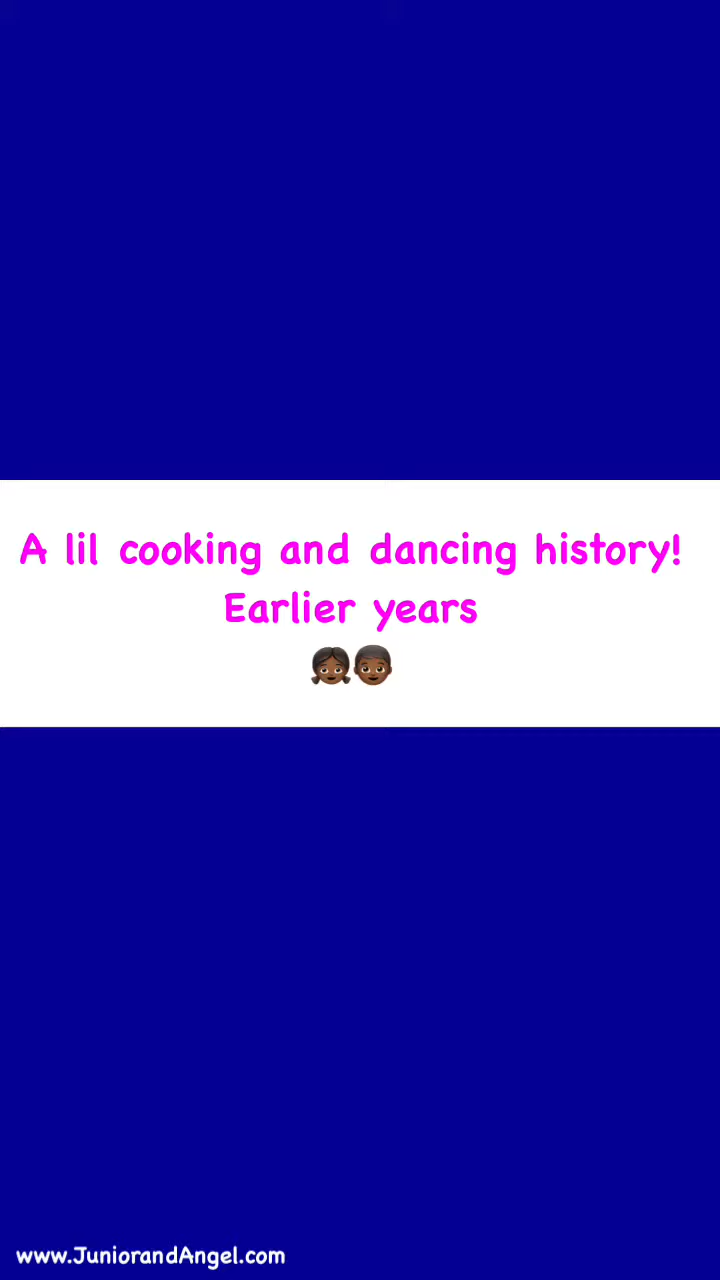 A lil cooking and dancing history!
Earlier years
👧🏾👦🏾
www.JuniorandAngel.com